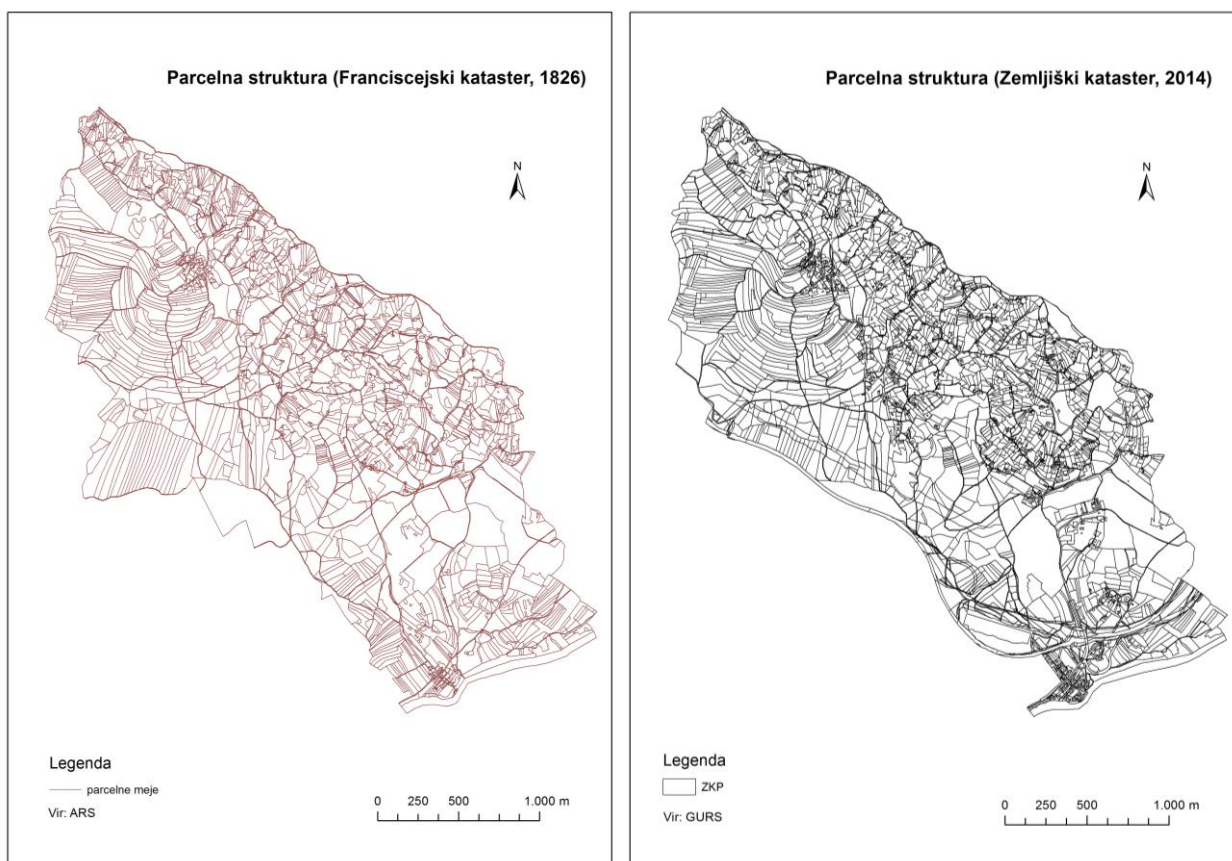 Parcelna struktura (Franciscejski kataster, 1826)
N
Legenda
parcelne meje
Vir: ARS
0 250 500 1.000 m
Parcelna struktura (Zemljiški kataster, 2014)
N
Legenda
ZKP
Vir: GURS
0 250 500 1.000 m